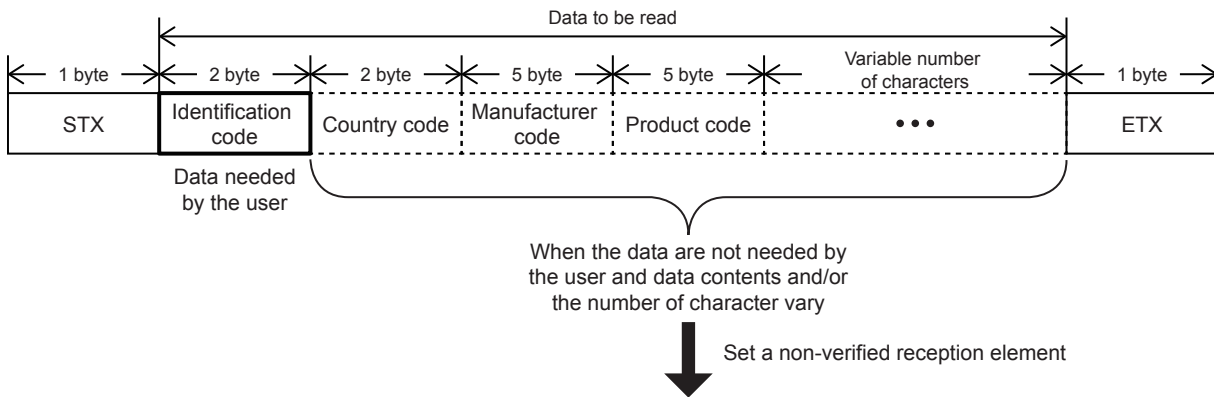 Data to be read
1 byte
2 byte
2 byte
5 byte
5 byte
Variable number
of characters
1 byte
STX
Identification
code
Country code
Manufacturer
code
Product code
•••
ETX
Data needed
by the user
When the data are not needed by
the user and data contents and/or
the number of character vary
Set a non-verified reception element